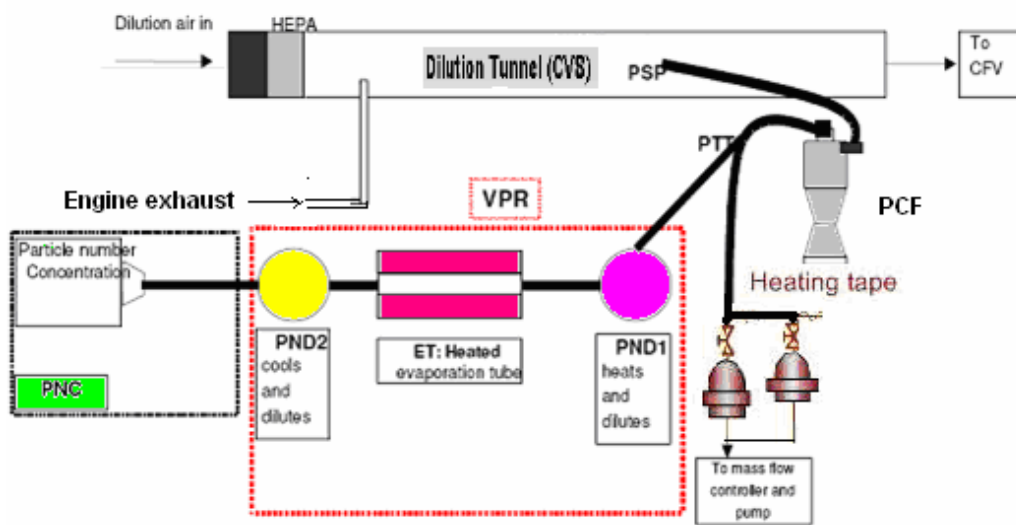 Dilution air in
HEPA
Dilution Tunnel (CVS)
PSP
To
CFV
PTT
Engine exhaust
VPR
PCF
Particle number
Concentration
Heating tape
PND2
cools
and
dilutes
ET: Heated
evaporation tube
PND1
heats
and
dilutes
PNC
To mass flow
controller and
pump